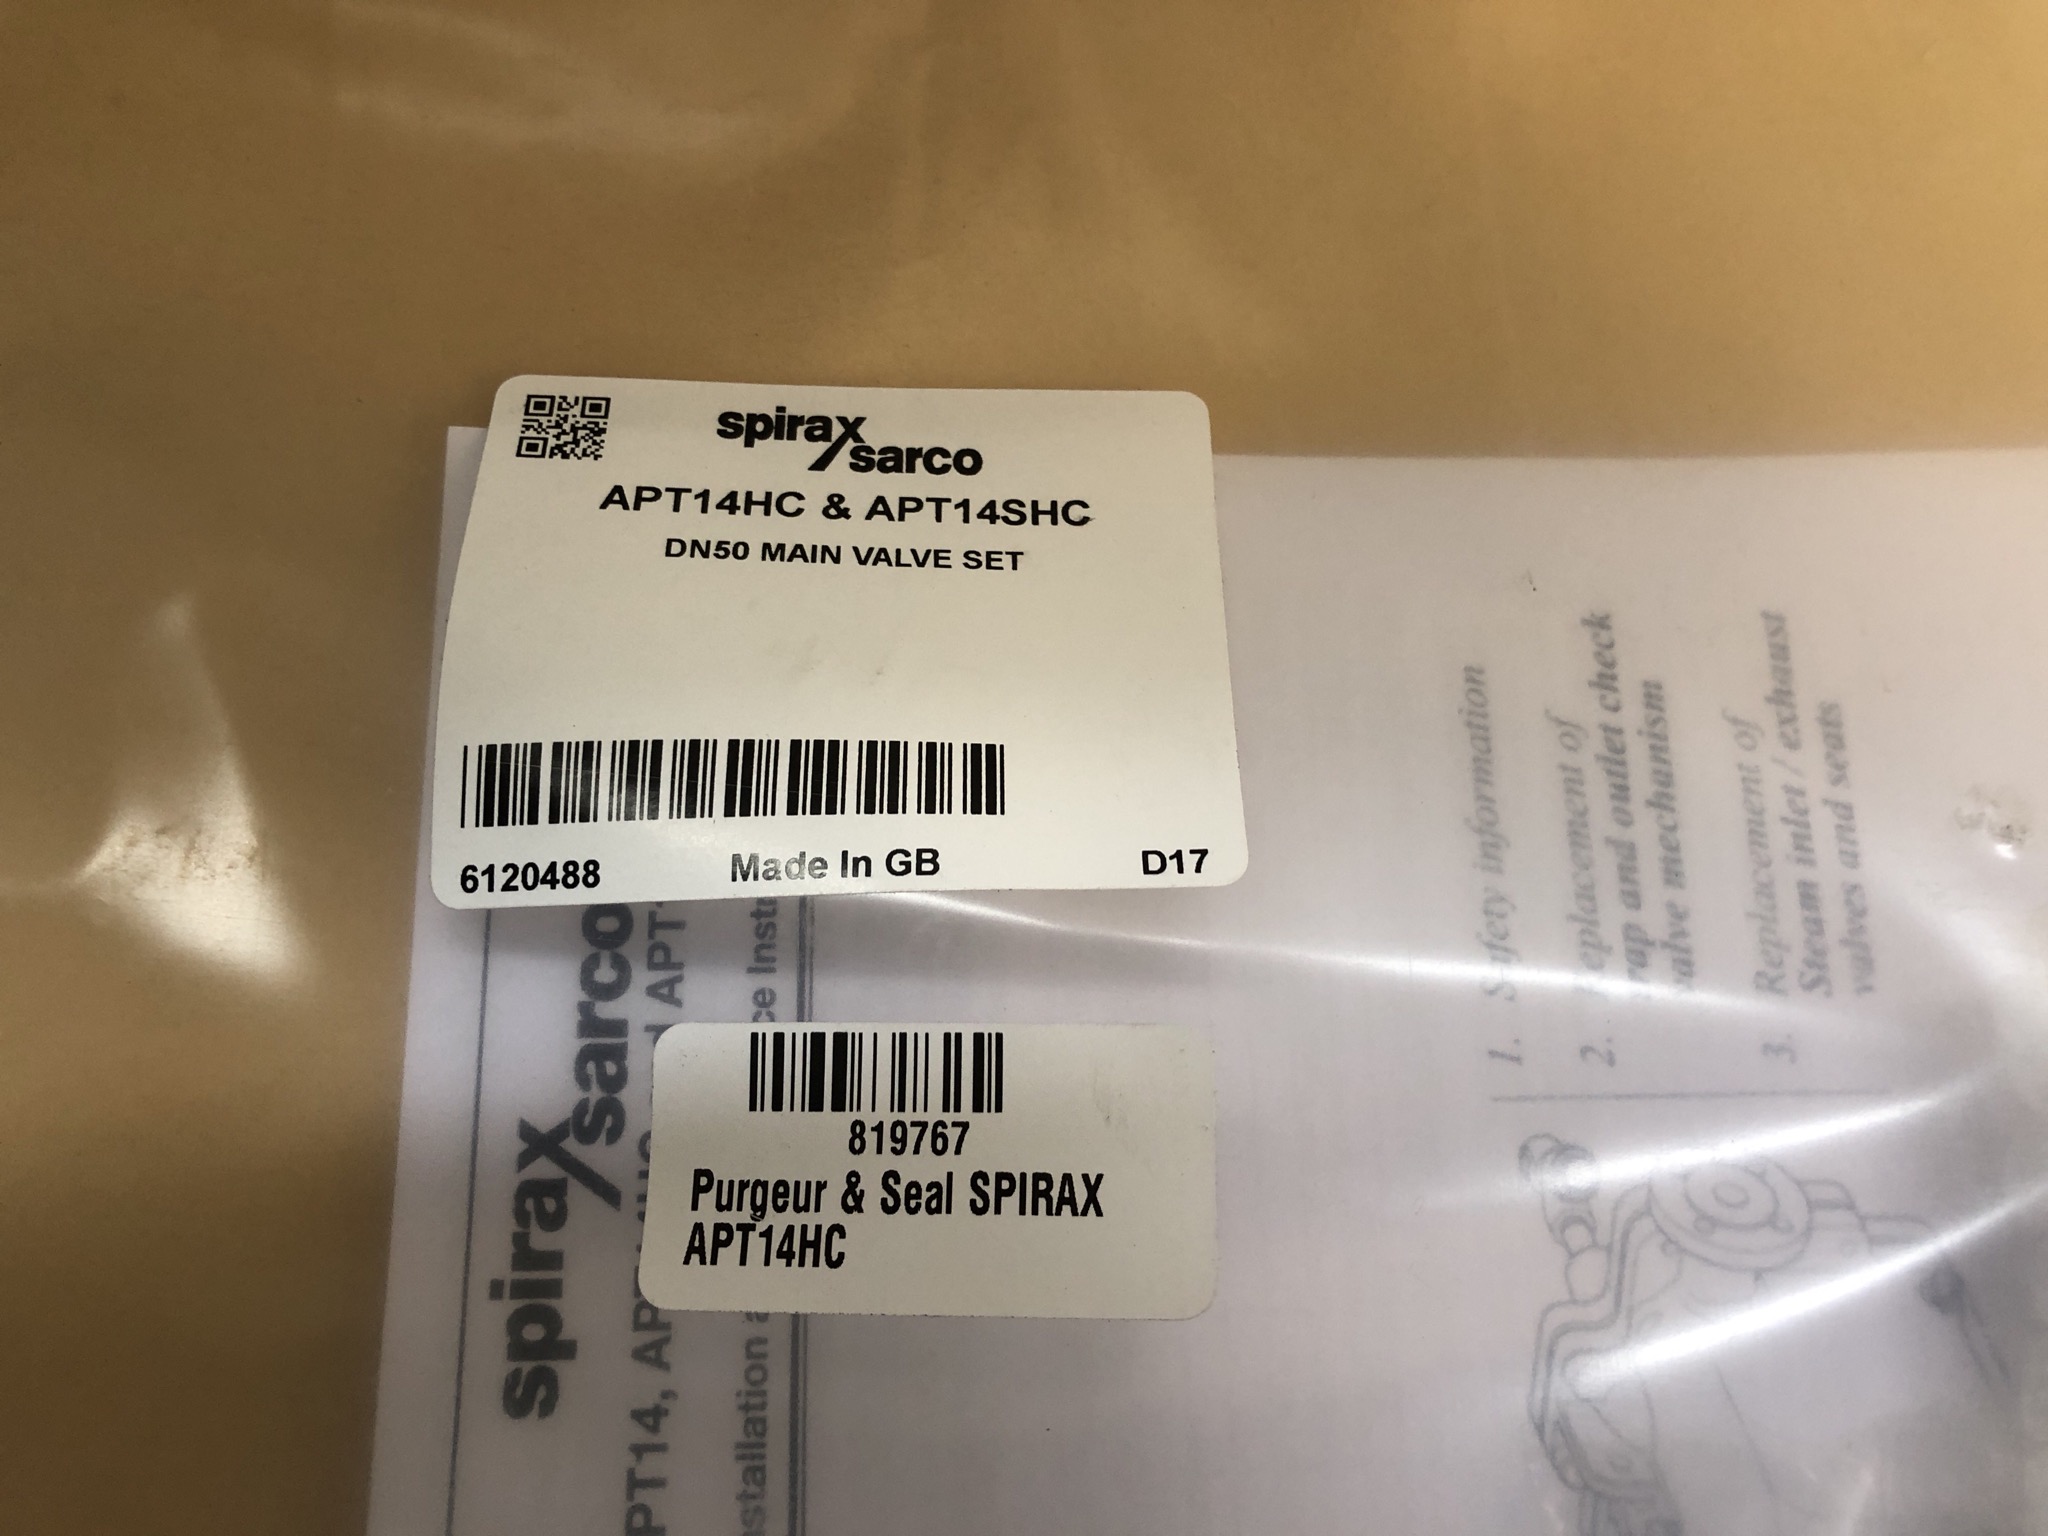 spirax
sarco
APT14HC & APT14SHC
DN50 MAIN VALVE SET
6120488 Made In GB D17
819767
Purgeur & Seal SPIRAX
APT14HC
spirax
sarco
PT14,
1. Safety information
2. Replacement of
and outlet check
valve mechanism
3. Replacement of
Steam inlet / exhaust
valves and seats